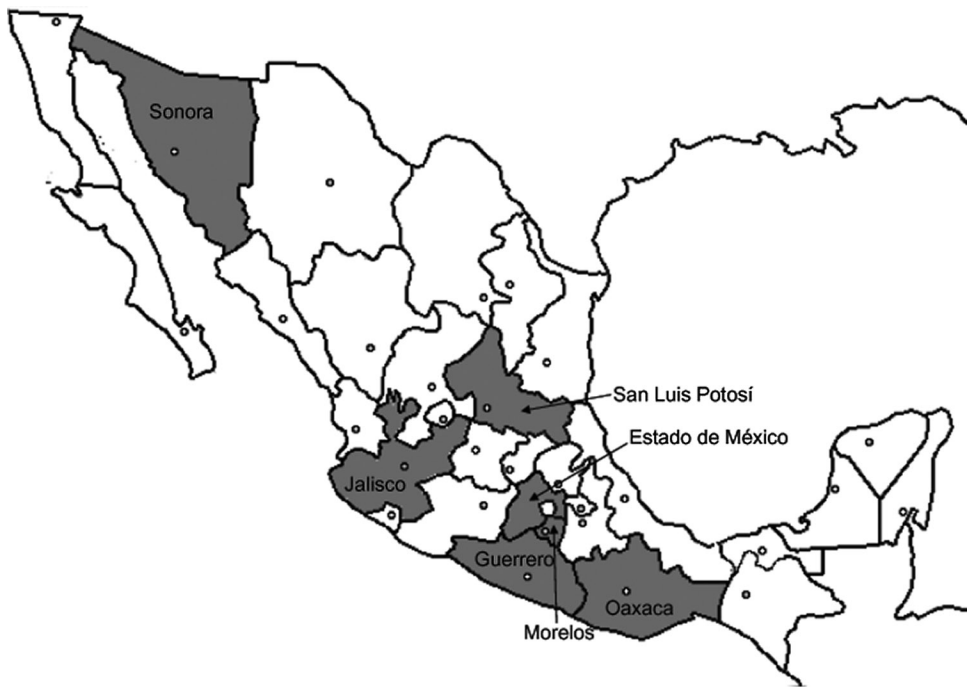 Sonora
San Luis Potosí
Estado de México
Jalisco
Guerrero
Oaxaca
Morelos